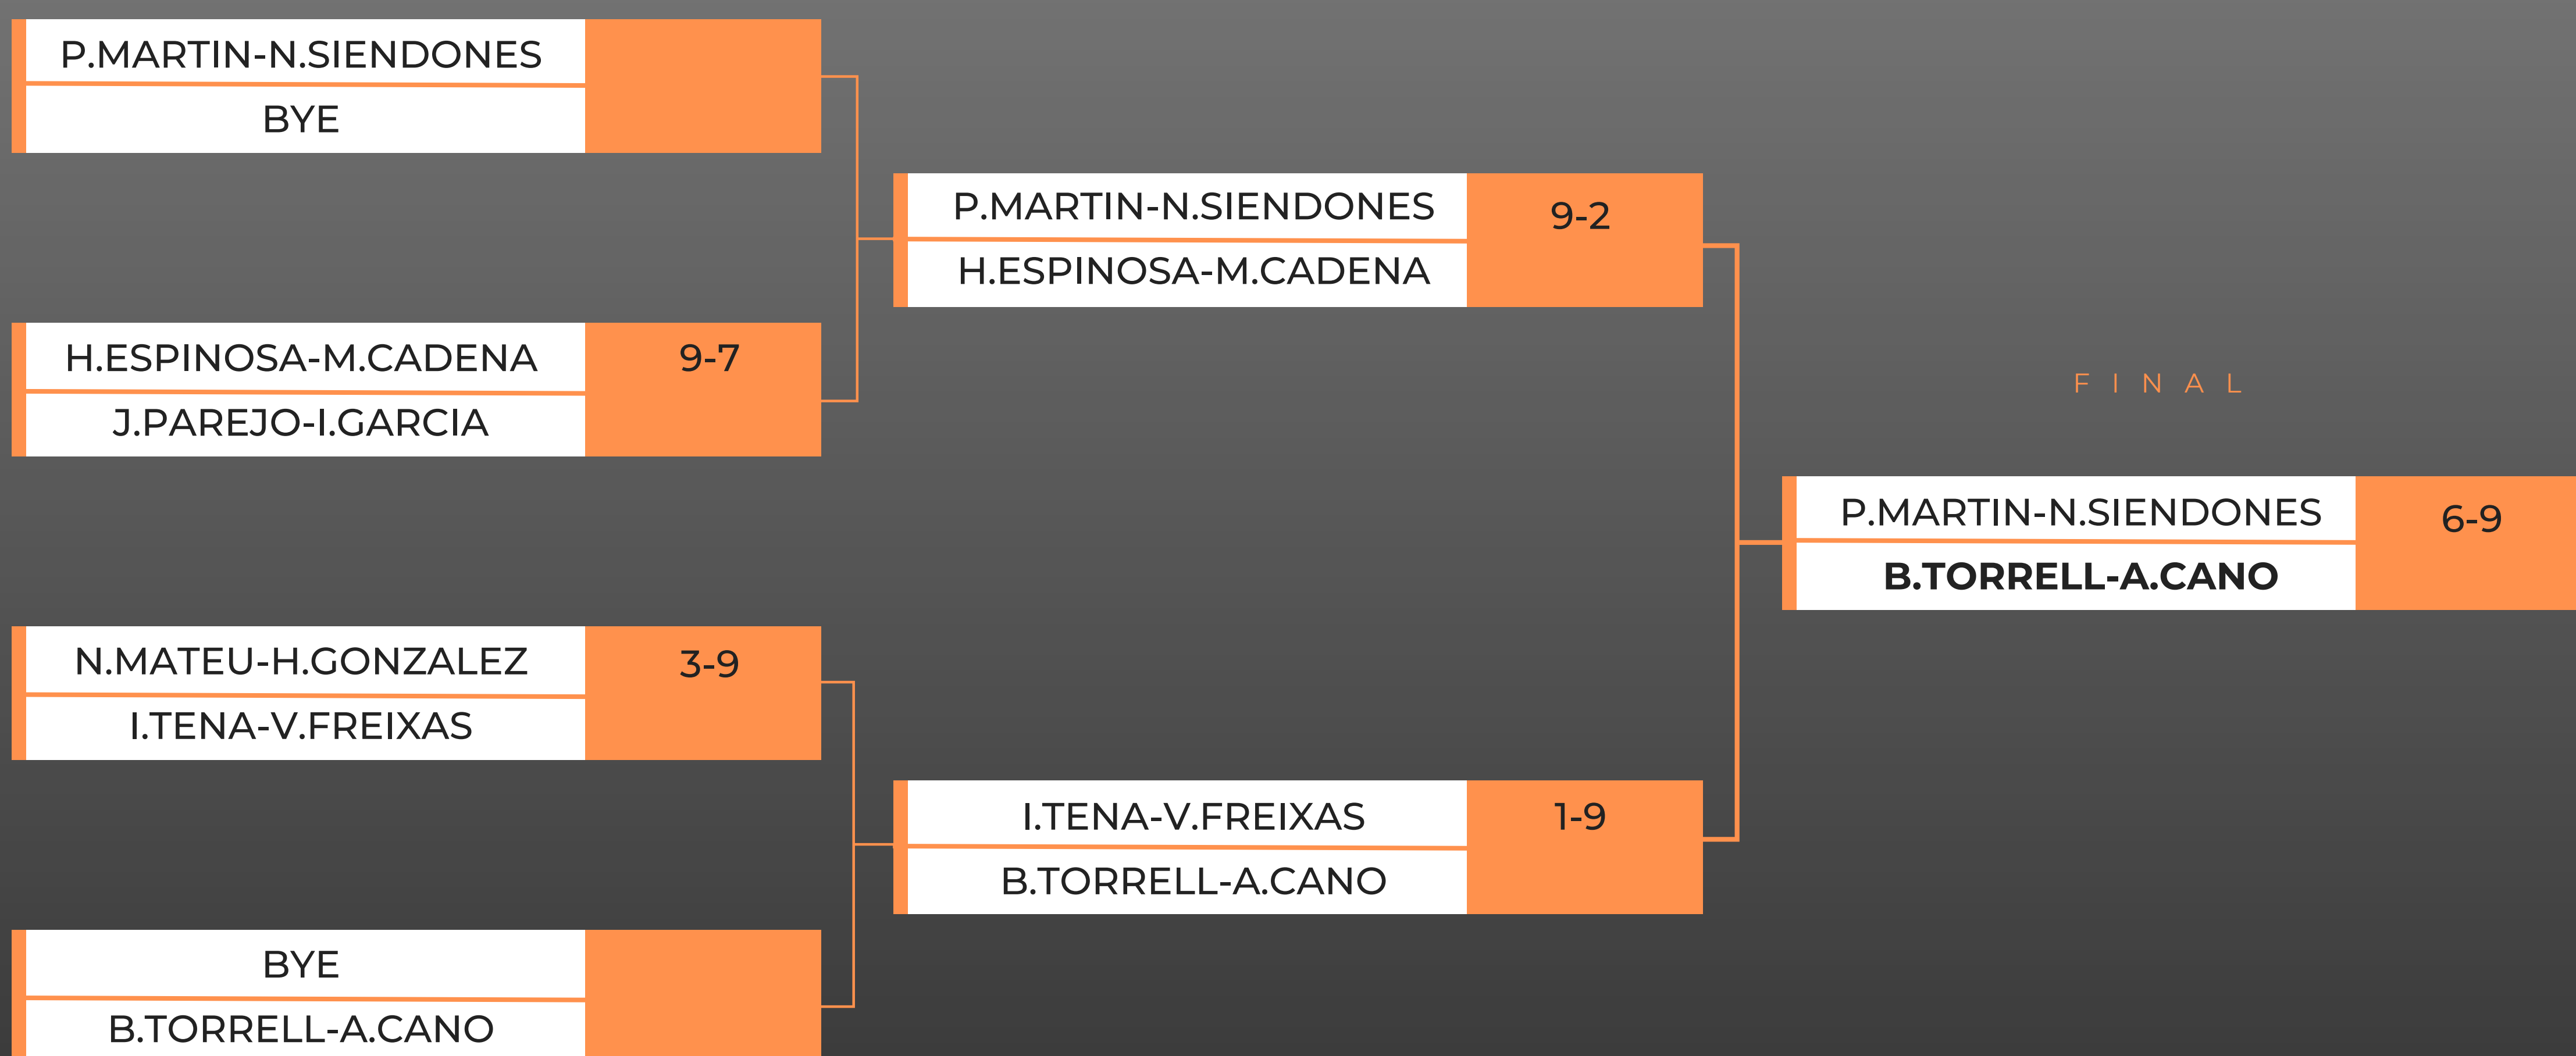 P.MARTIN-N.SIENDONES
BYE
H.ESPINOSA-M.CADENA 9-7
J.PAREJO-I.GARCIA
N.MATEU-H.GONZALEZ 3-9
I.TENA-V.FREIXAS
BYE
B.TORRELL-A.CANO
P.MARTIN-N.SIENDONES 9-2
H.ESPINOSA-M.CADENA
I.TENA-V.FREIXAS 1-9
B.TORRELL-A.CANO
FINAL
P.MARTIN-N.SIENDONES 6-9
B.TORRELL-A.CANO